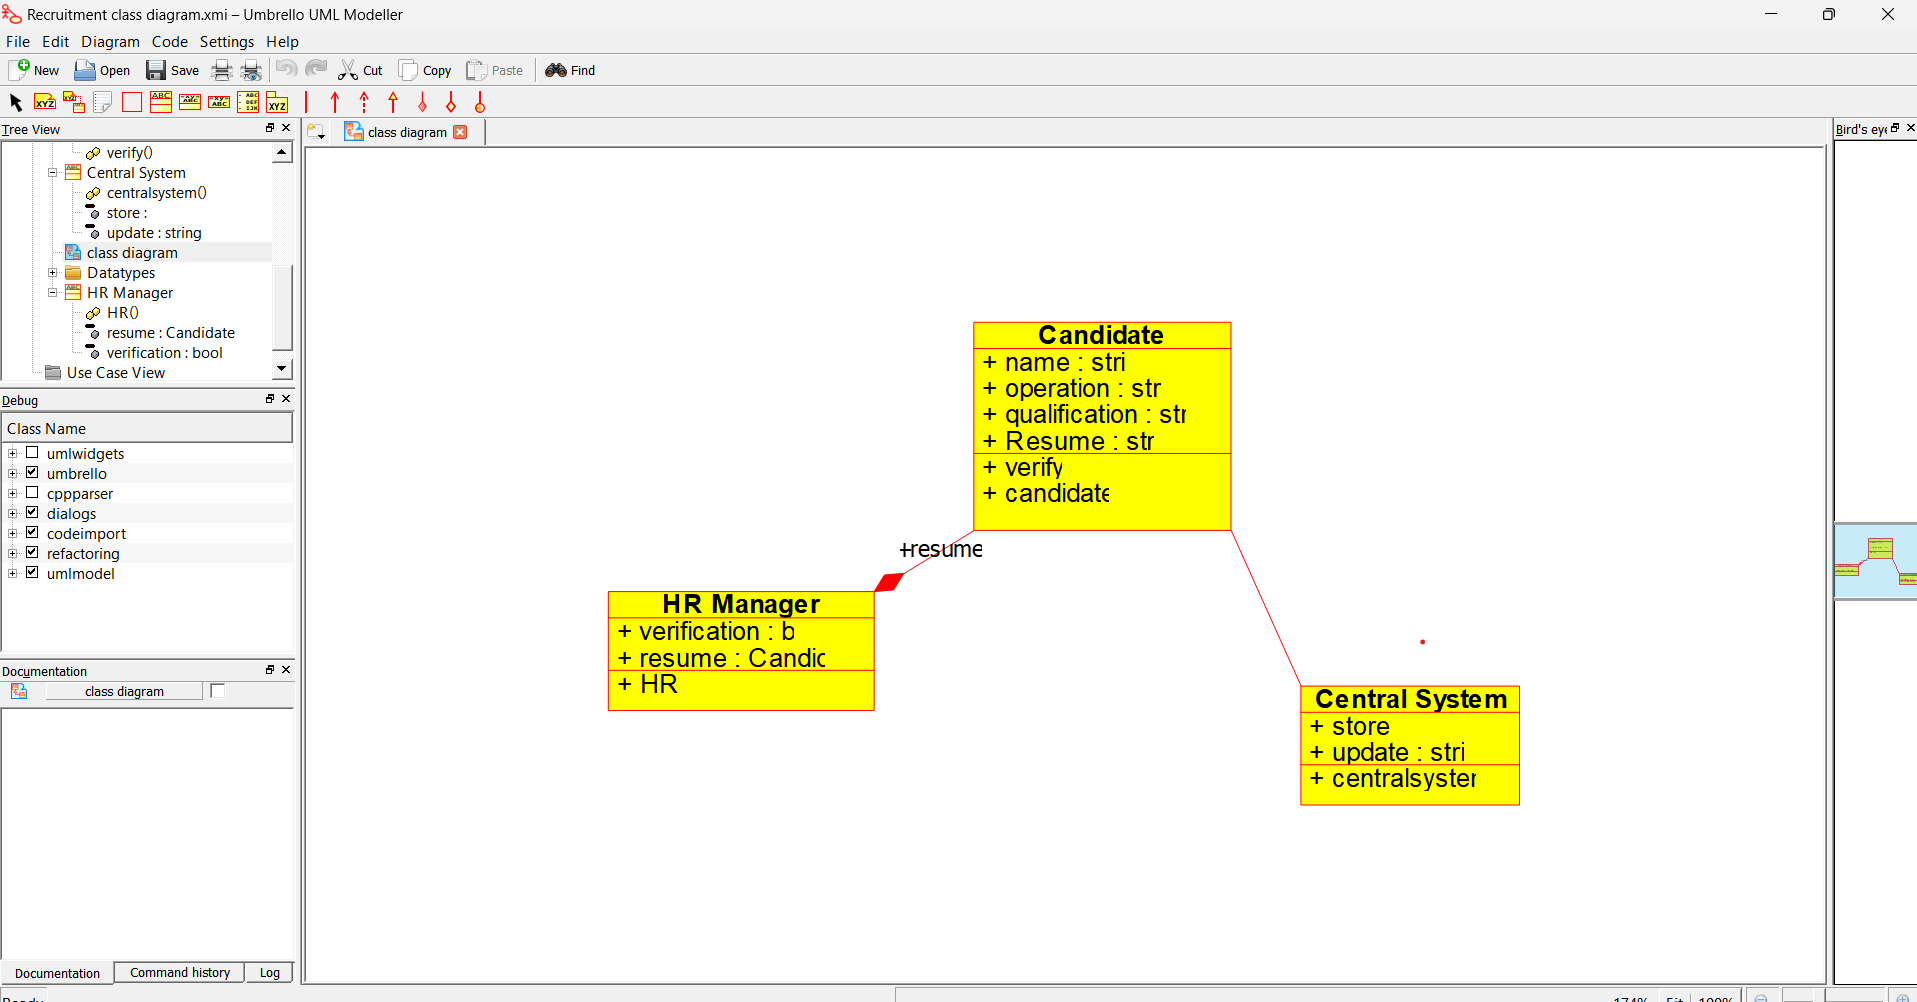 Recruitment class diagram.xmi – Umbrello UML Modeller
File Edit Diagram Code Settings Help
New Open Save Cut Copy Paste Find
Tree View
verify()
Central System
centralsystem()
store :
update : string
class diagram
Datatypes
HR Manager
HR()
resume : Candidate
verification : bool
Use Case View
Debug
Class Name
umlwidgets
umbrello
cppparser
dialogs
codeimport
refactoring
umlmodel
Documentation
class diagram
Documentation Command history Log
class diagram
Candidate
+ name : stri
+ operation : str
+ qualification : str
+ Resume : str
+ verify
+ candidate
+resume
HR Manager
+ verification : b
+ resume : Candic
+ HR
Central System
+ store
+ update : stri
+ centralsyster
Bird's eye
Ready
174% Fit 100%